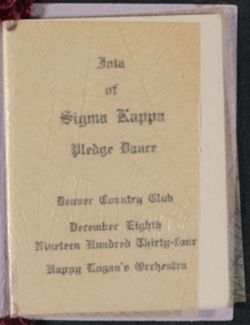 Iota
of
Sigma Kappa
Pledge Dance
Denver Country Club
December Eighth
Nineteen Hundred Thirty-four
Happy Logan's Orchestra